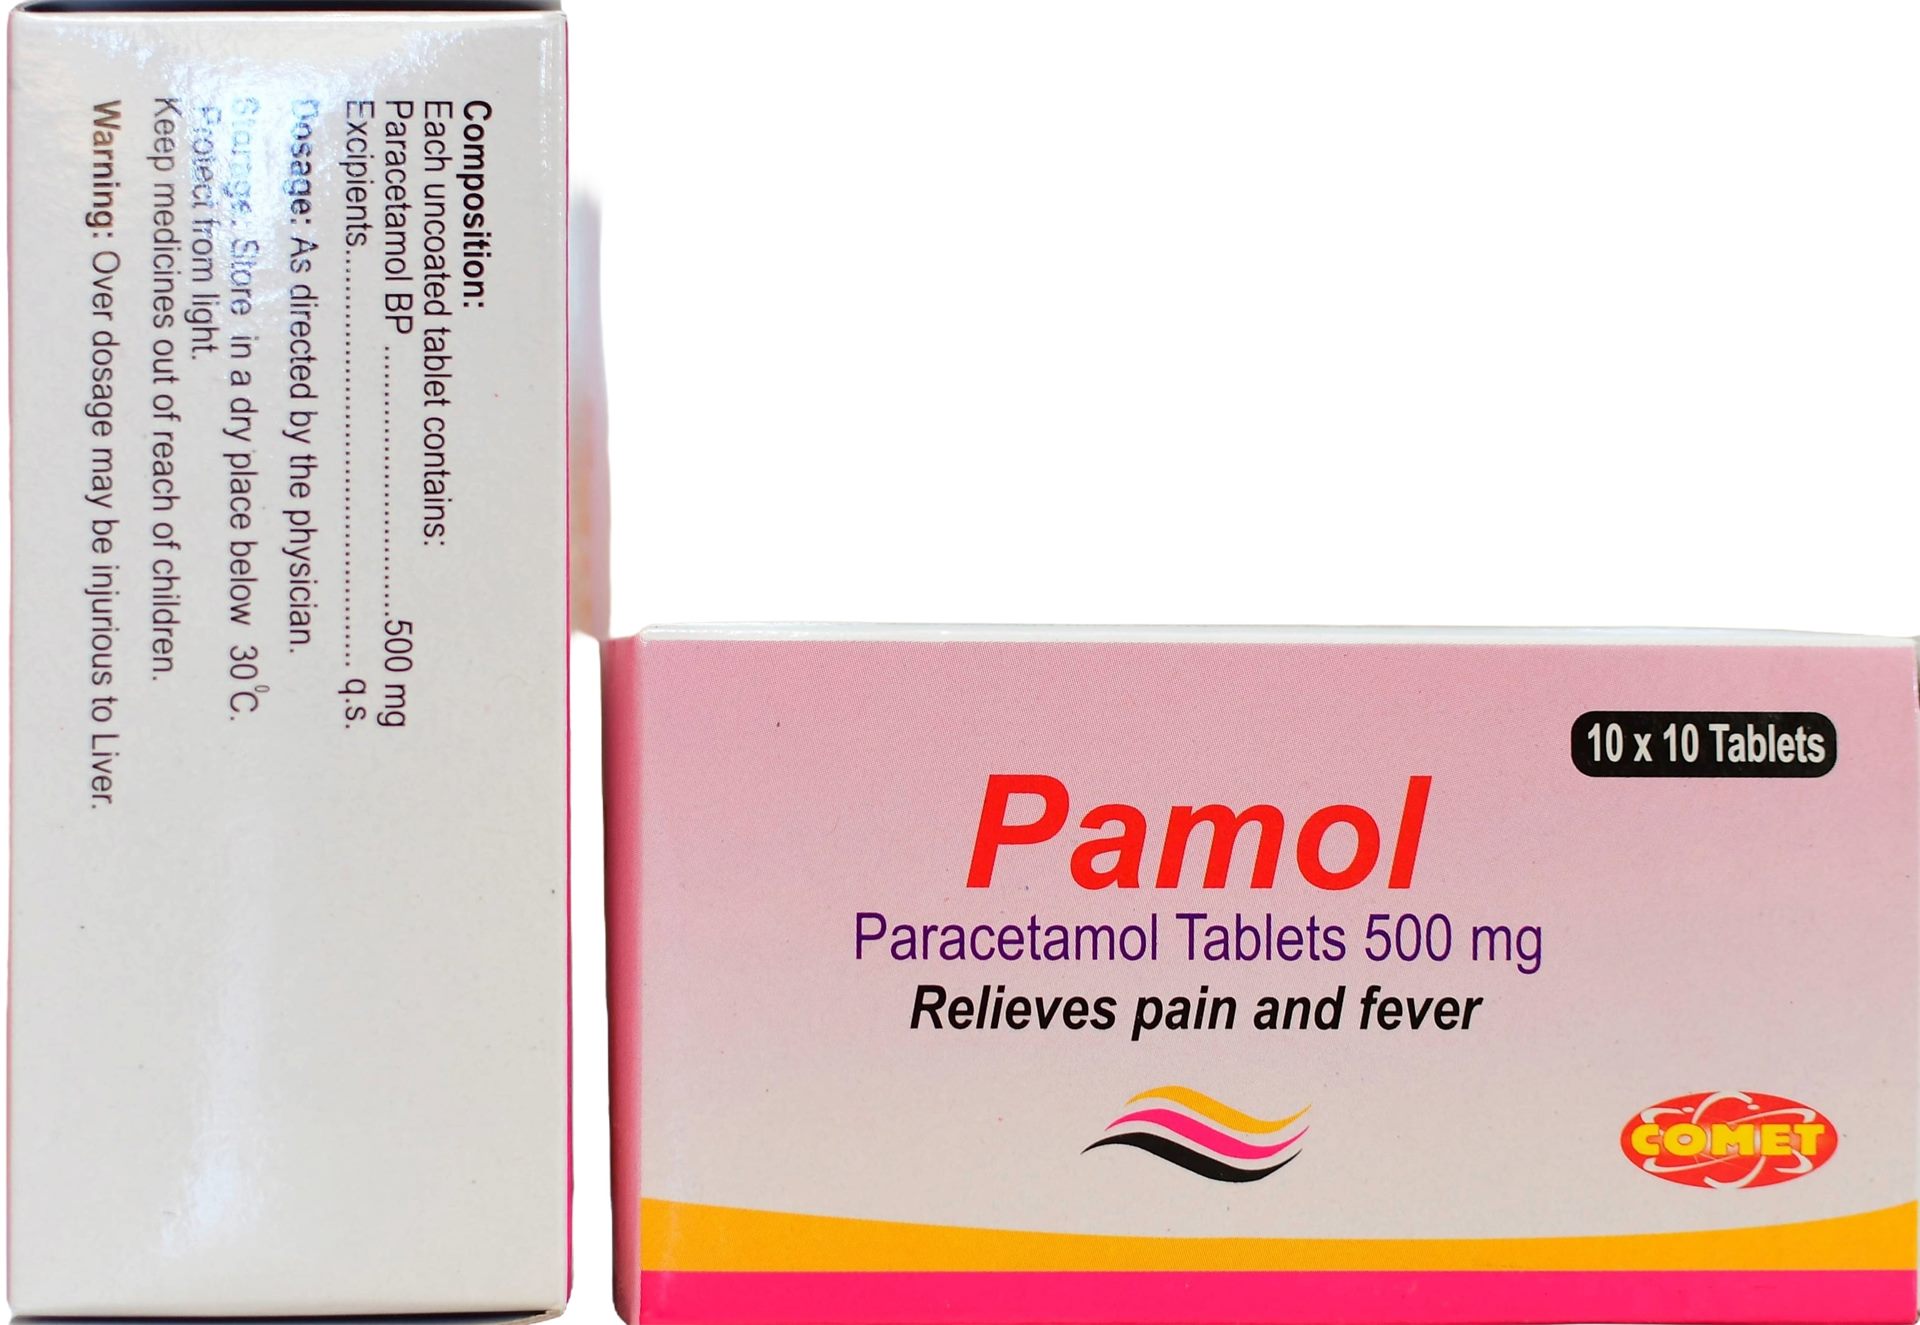 Composition:
Each uncoated tablet contains:
Paracetamol BP ................................500 mg
Excipients.................................................... q.s.
Dosage: As directed by the physician.
Storage: Store in a dry place below 30⁰C.
Protect from light.
Keep medicines out of reach of children.
Warning: Over dosage may be injurious to Liver.
10 x 10 Tablets
Pamol
Paracetamol Tablets 500 mg
Relieves pain and fever
COMET